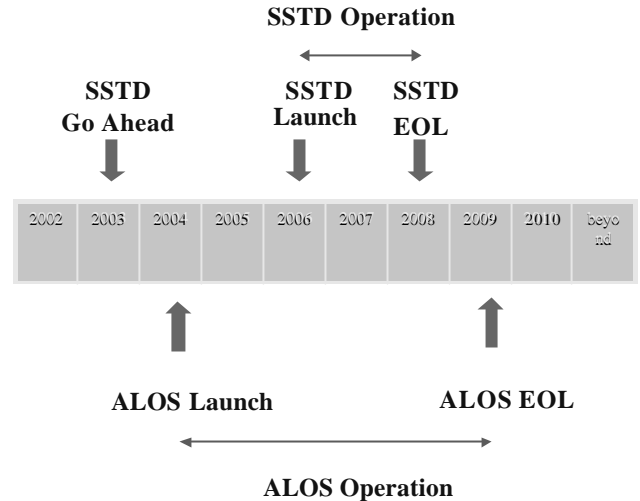 SSTD Operation
SSTD SSTD SSTD
Go Ahead Launch EOL
2002 2003 2004 2005 2006 2007 2008 2009 2010 beyo
nd
ALOS Launch ALOS EOL
ALOS Operation